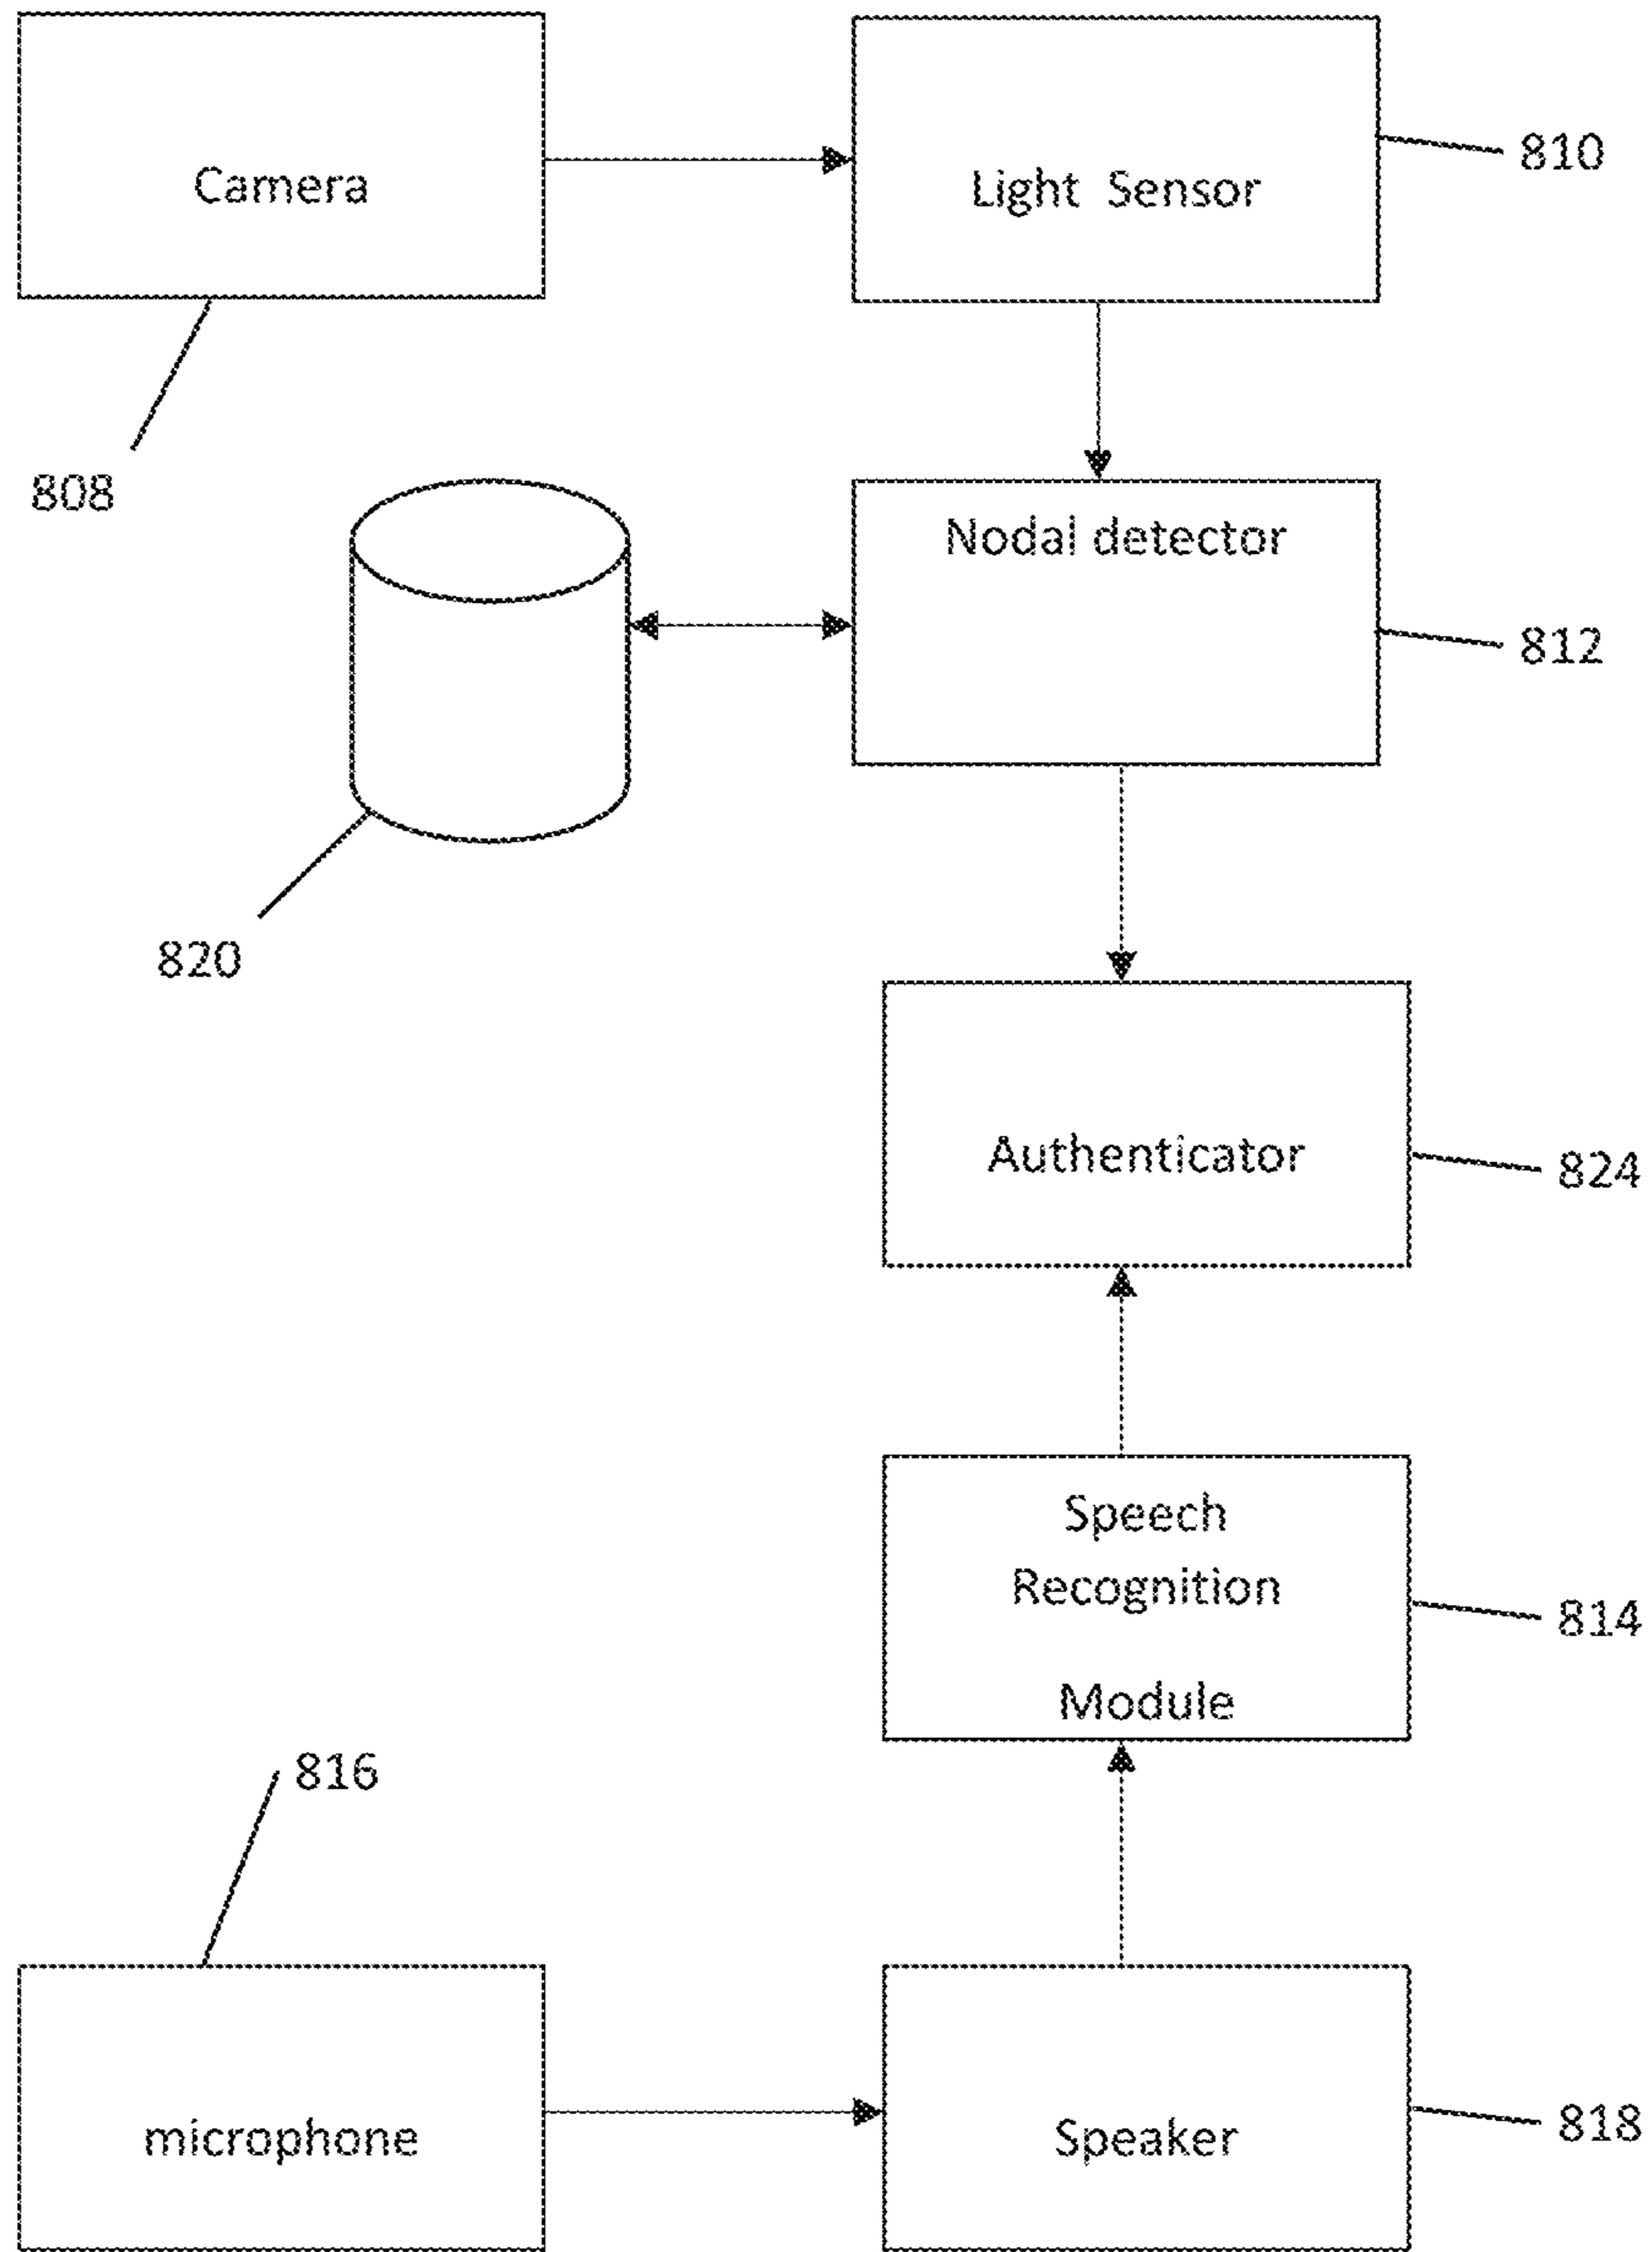 Camera
Light Sensor
810
808
Nodal detector
812
820
Authenticator
824
Speech
Recognition
Module
814
816
microphone
Speaker
818